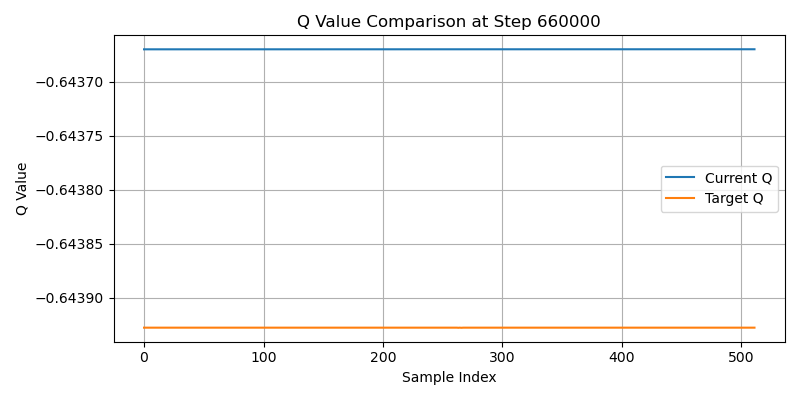 Q Value Comparison at Step 660000
Q Value
−0.64370
−0.64375
−0.64380
−0.64385
−0.64390
Current Q
Target Q
0 100 200 300 400 500
Sample Index